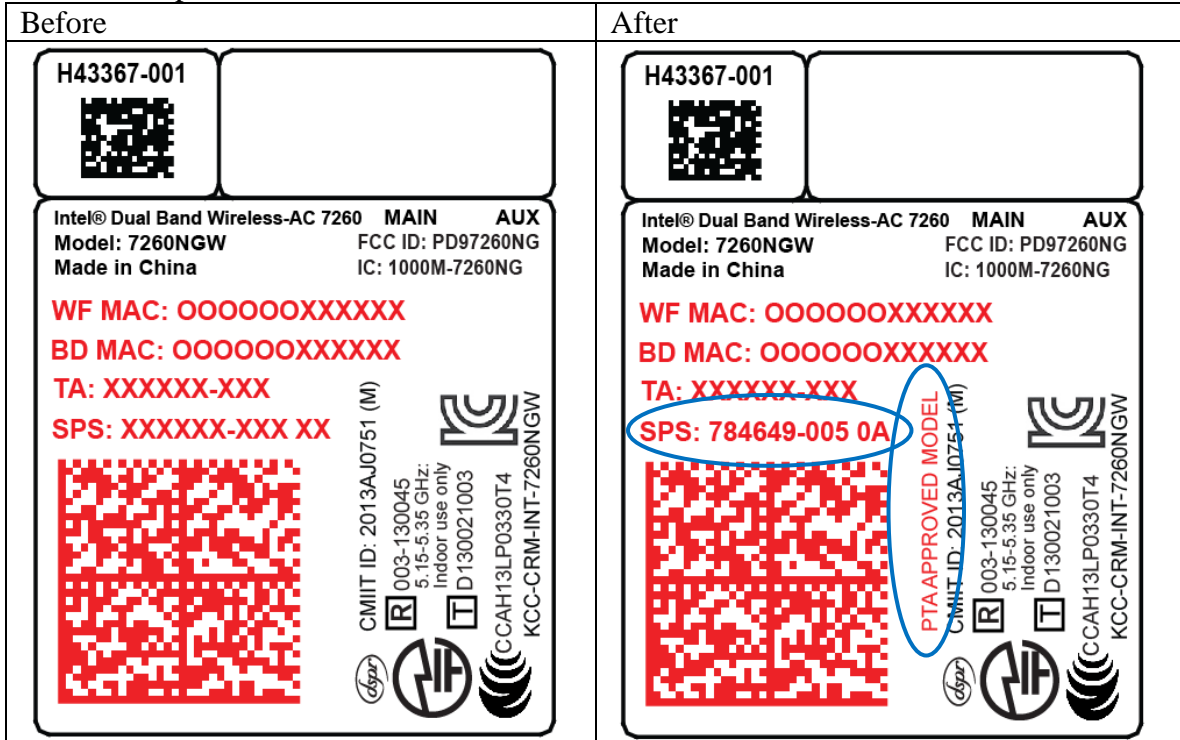 Before
After
H43367-001
Intel® Dual Band Wireless-AC 7260 MAIN AUX
Model: 7260NGW FCC ID: PD97260NG
Made in China IC: 1000M-7260NG
WF MAC: OOOOOOXXXXXX
BD MAC: OOOOOOXXXXXX
TA: XXXXXX-XXX
SPS: XXXXXX-XXX XX
CMIIT ID: 2013AJ0751 (M)
R 003-130045
5.15-5.35 GHz:
Indoor use only
T D130021003
CCAH13LP0330T4
KCC-CRM-INT-7260NGW
dspr
H43367-001
Intel® Dual Band Wireless-AC 7260 MAIN AUX
Model: 7260NGW FCC ID: PD97260NG
Made in China IC: 1000M-7260NG
WF MAC: OOOOOOXXXXXX
BD MAC: OOOOOOXXXXXX
TA: XXXXXX-XXX
SPS: 784649-005 0A
PTA APPROVED MODEL
CMIIT ID: 2013AJ0751 (M)
R 003-130045
5.15-5.35 GHz:
Indoor use only
T D130021003
CCAH13LP0330T4
KCC-CRM-INT-7260NGW
dspr